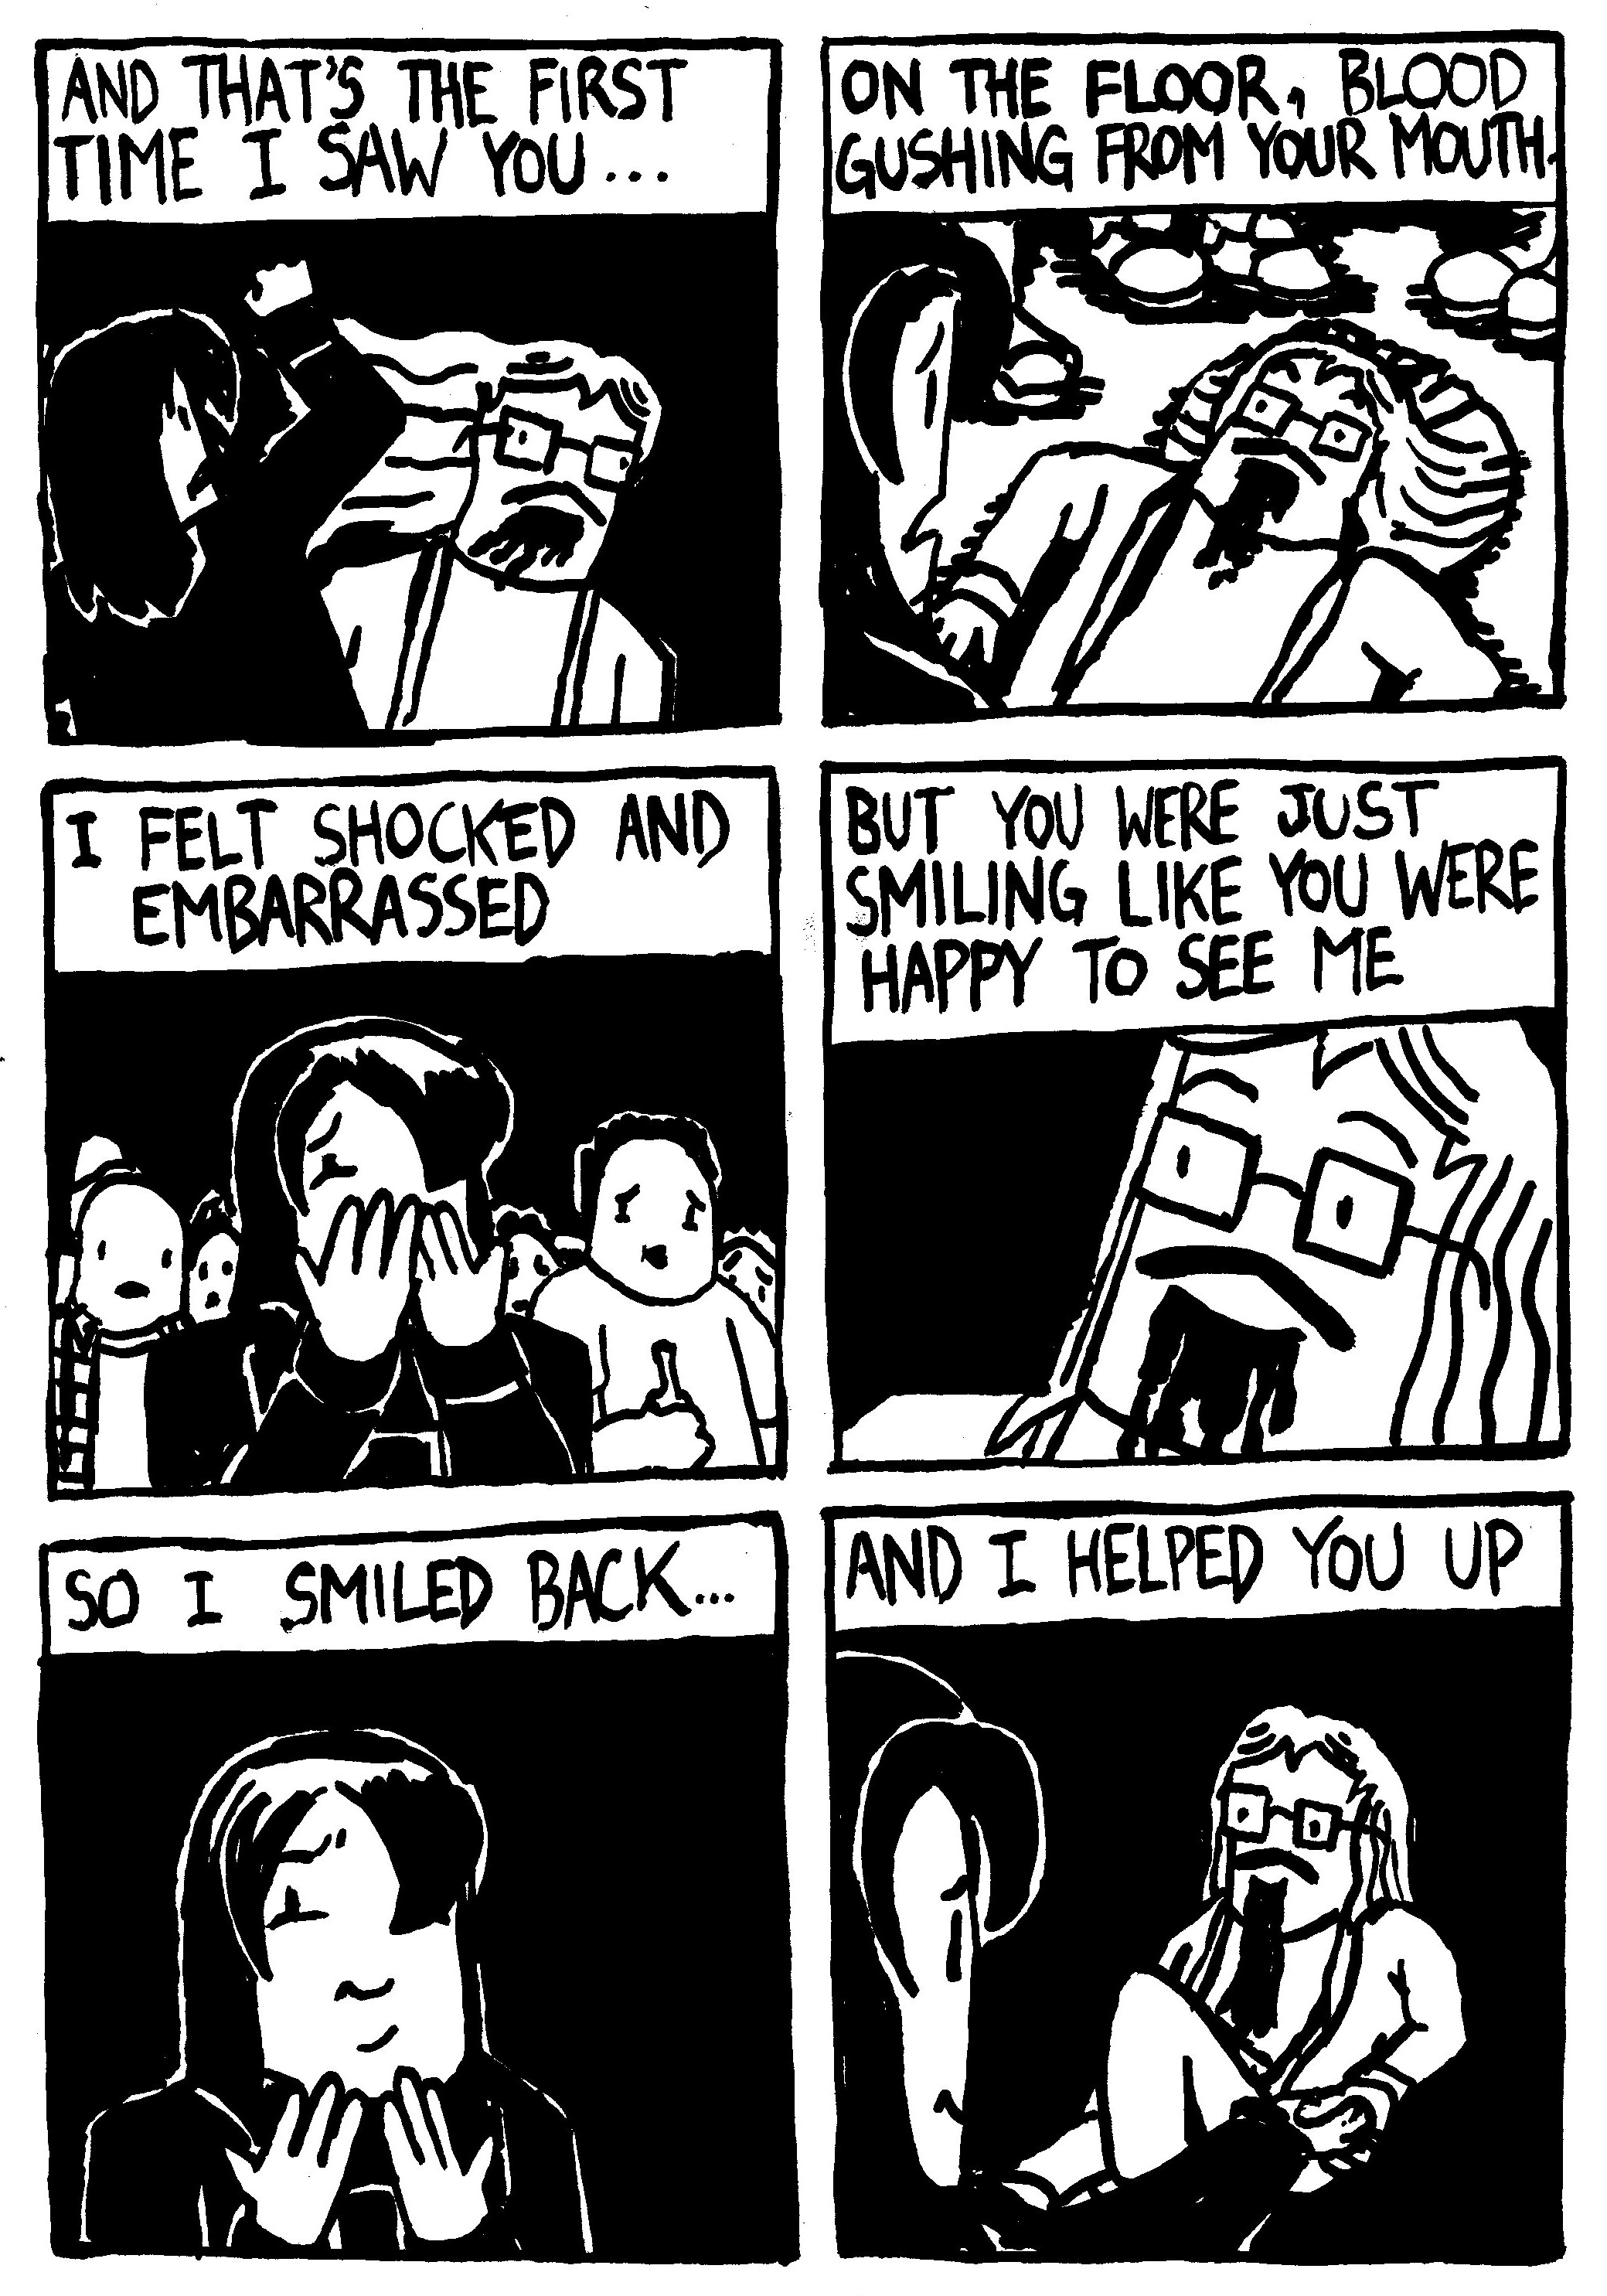 AND THAT'S THE FIRST
TIME I SAW YOU...
ON THE FLOOR, BLOOD
GUSHING FROM YOUR MOUTH.
I FELT SHOCKED AND
EMBARRASSED
BUT YOU WERE JUST
SMILING LIKE YOU WERE
HAPPY TO SEE ME
SO I SMILED BACK...
AND I HELPED YOU UP